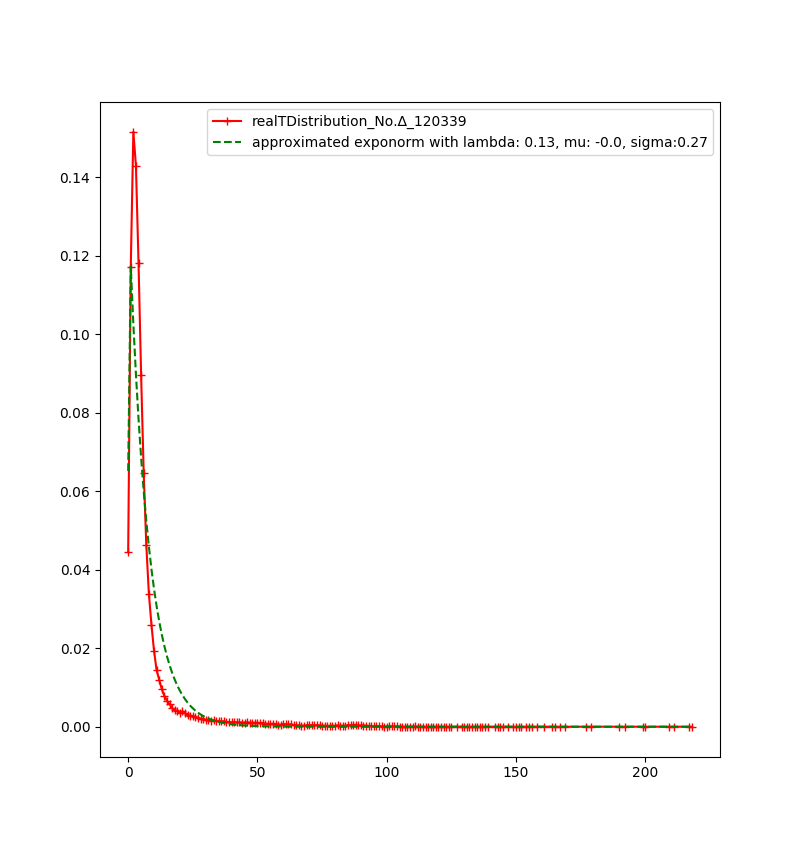 realTDistribution_No.Δ_120339
approximated exponorm with lambda: 0.13, mu: -0.0, sigma:0.27
0.14
0.12
0.10
0.08
0.06
0.04
0.02
0.00
0 50 100 150 200